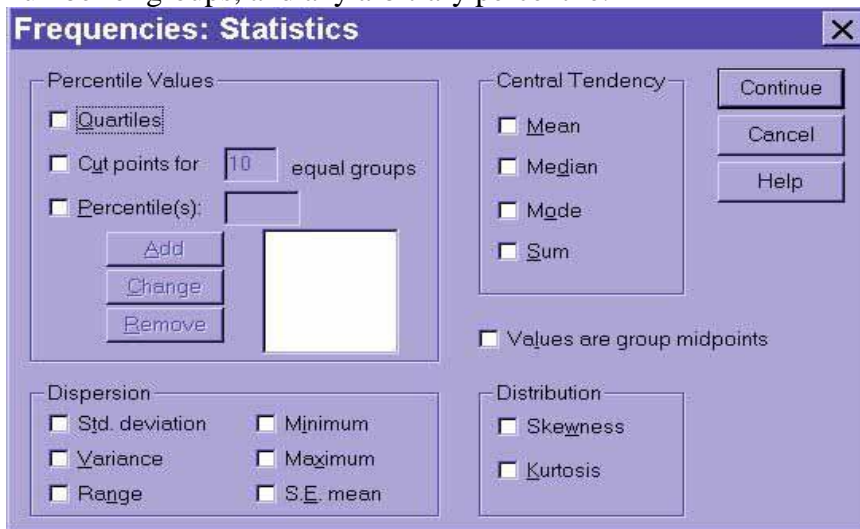 Frequencies: Statistics
Percentile Values
Quartiles
Cut points for 10 equal groups
Percentile(s):
Add
Change
Remove
Central Tendency
Mean
Median
Mode
Sum
Continue
Cancel
Help
Values are group midpoints
Dispersion
Std. deviation
Minimum
Variance
Maximum
Range
S.E. mean
Distribution
Skewness
Kurtosis